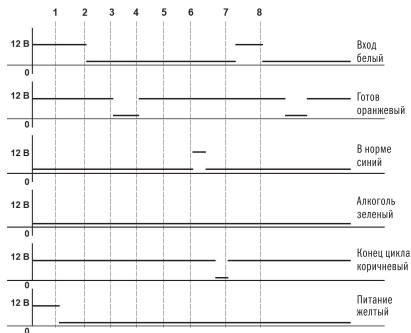 1 2 3 4 5 6 7 8
12 В
0
Вход
белый
12 В
0
Готов
оранжевый
12 В
0
В норме
синий
12 В
0
Алкоголь
зеленый
12 В
0
Конец цикла
коричневый
12 В
0
Питание
желтый